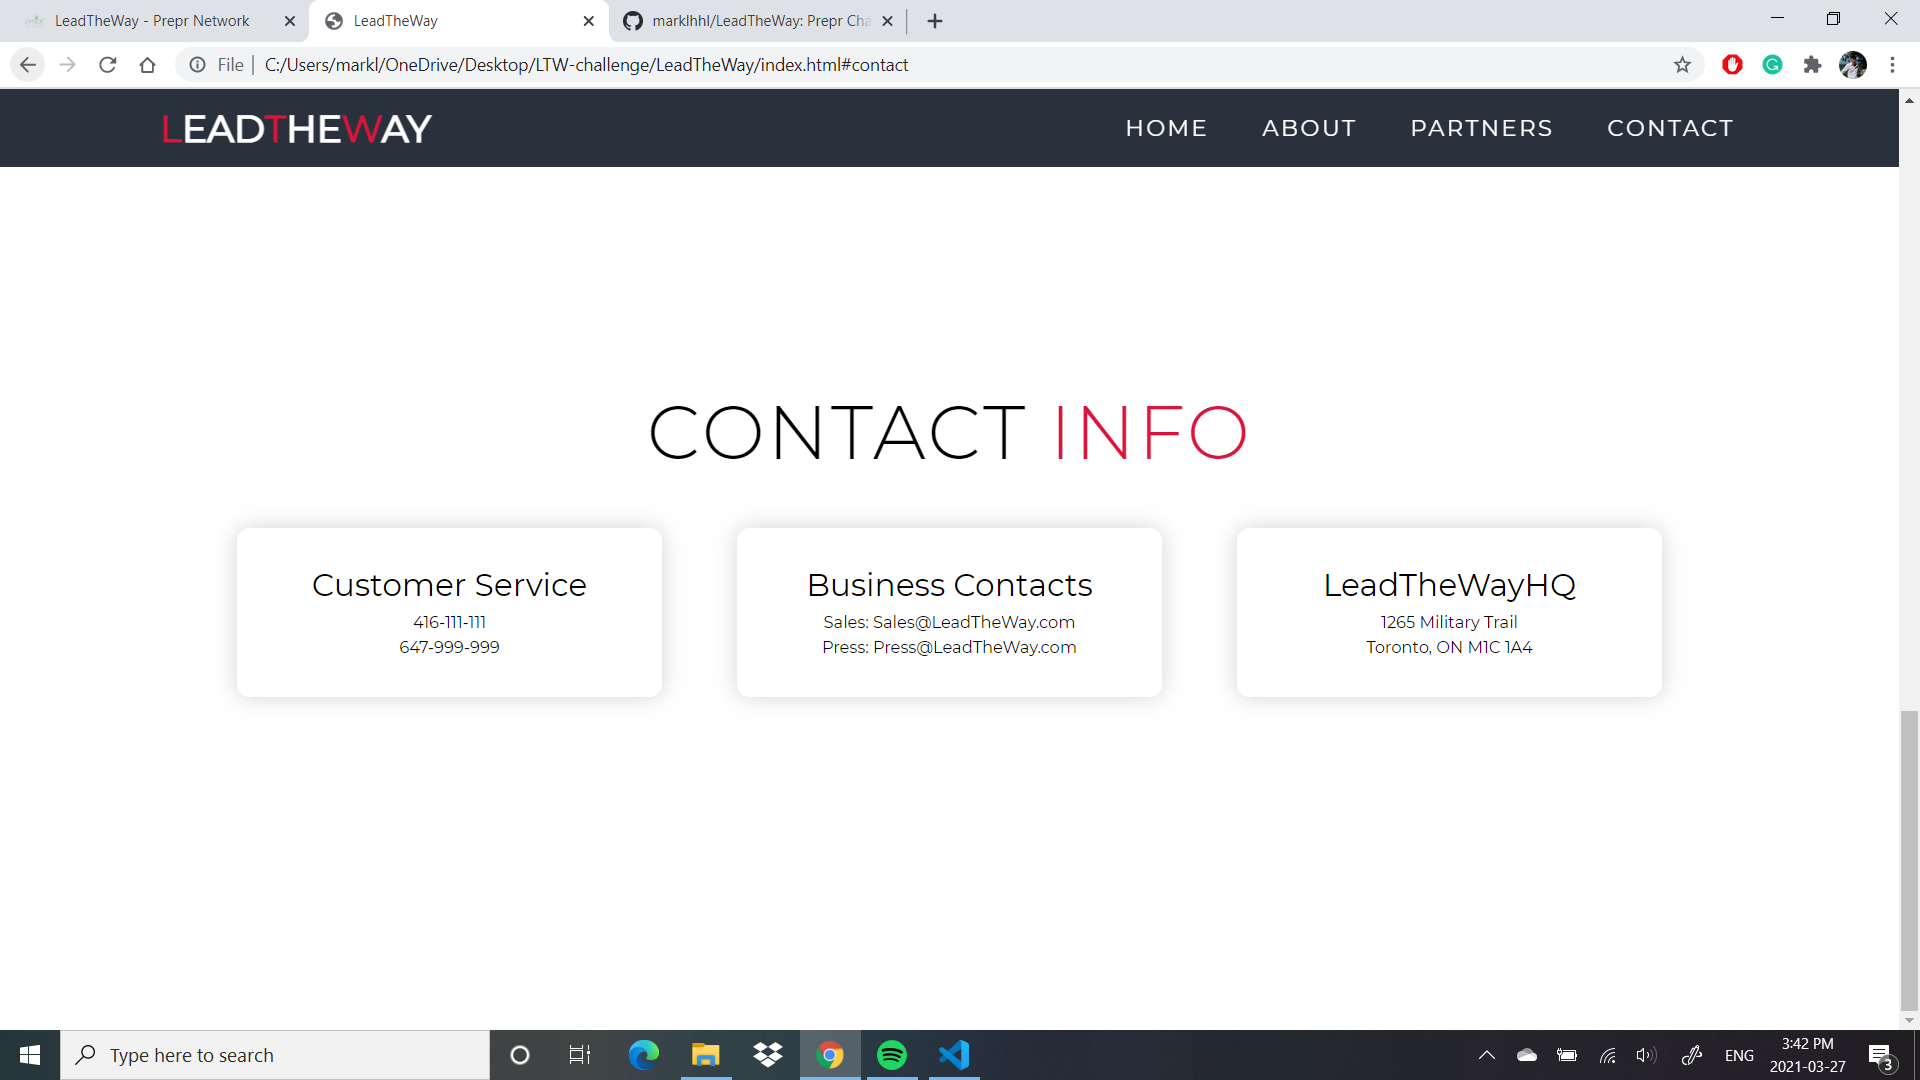 LeadTheWay - Prepr Network
LeadTheWay
marklhhl/LeadTheWay: Prepr Cha
File
C:/Users/markl/OneDrive/Desktop/LTW-challenge/LeadTheWay/index.html#contact
LEADTHEWAY
HOME
ABOUT
PARTNERS
CONTACT
CONTACT INFO
Customer Service
416-111-111
647-999-999
Business Contacts
Sales: Sales@LeadTheWay.com
Press: Press@LeadTheWay.com
LeadTheWayHQ
1265 Military Trail
Toronto, ON M1C 1A4
Type here to search
ENG
3:42 PM
2021-03-27
3